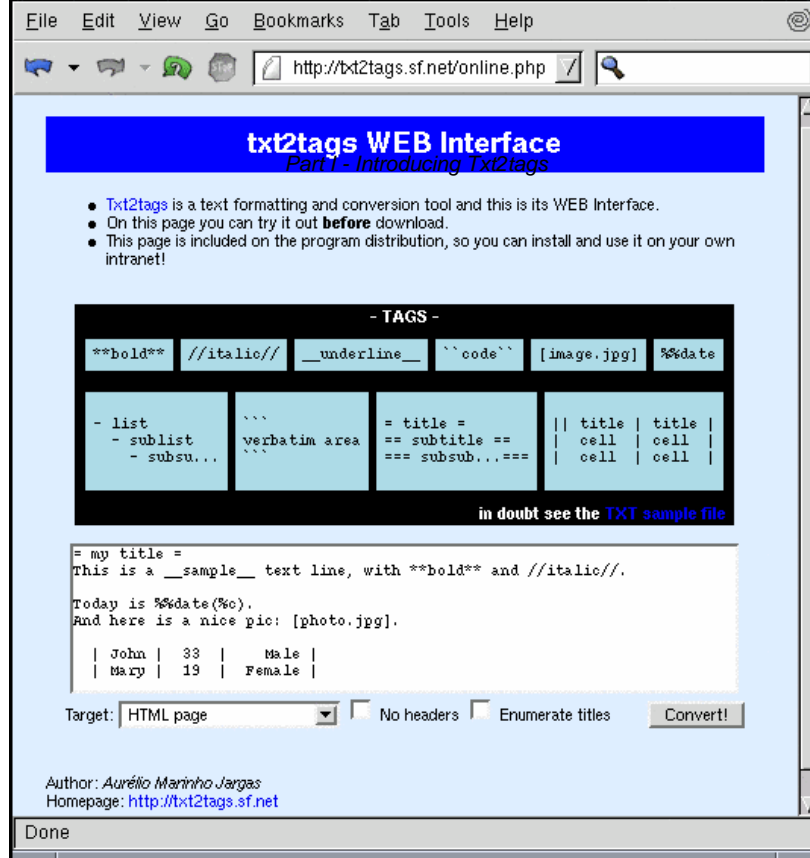 File Edit View Go Bookmarks Tab Tools Help
http://txt2tags.sf.net/online.php
txt2tags WEB Interface
Part I - Introducing Txt2tags
Txt2tags is a text formatting and conversion tool and this is its WEB Interface.
On this page you can try it out before download.
This page is included on the program distribution, so you can install and use it on your own
intranet!
- TAGS -
**bold** //italic// __underline__ ``code`` [image.jpg] %%date
- list
- sublist
- subsu...
```
verbatim area
```
= title =
== subtitle ==
=== subsub...===
|| title | title |
| cell | cell |
| cell | cell |
in doubt see the TXT sample file
= my title =
This is a __sample__ text line, with **bold** and //italic//.
Today is %%date(%c).
And here is a nice pic: [photo.jpg].
| John | 33 | Male |
| Mary | 19 | Female |
Target: HTML page No headers Enumerate titles Convert!
Author: Aurélio Marinho Jargas
Homepage: http://txt2tags.sf.net
Done